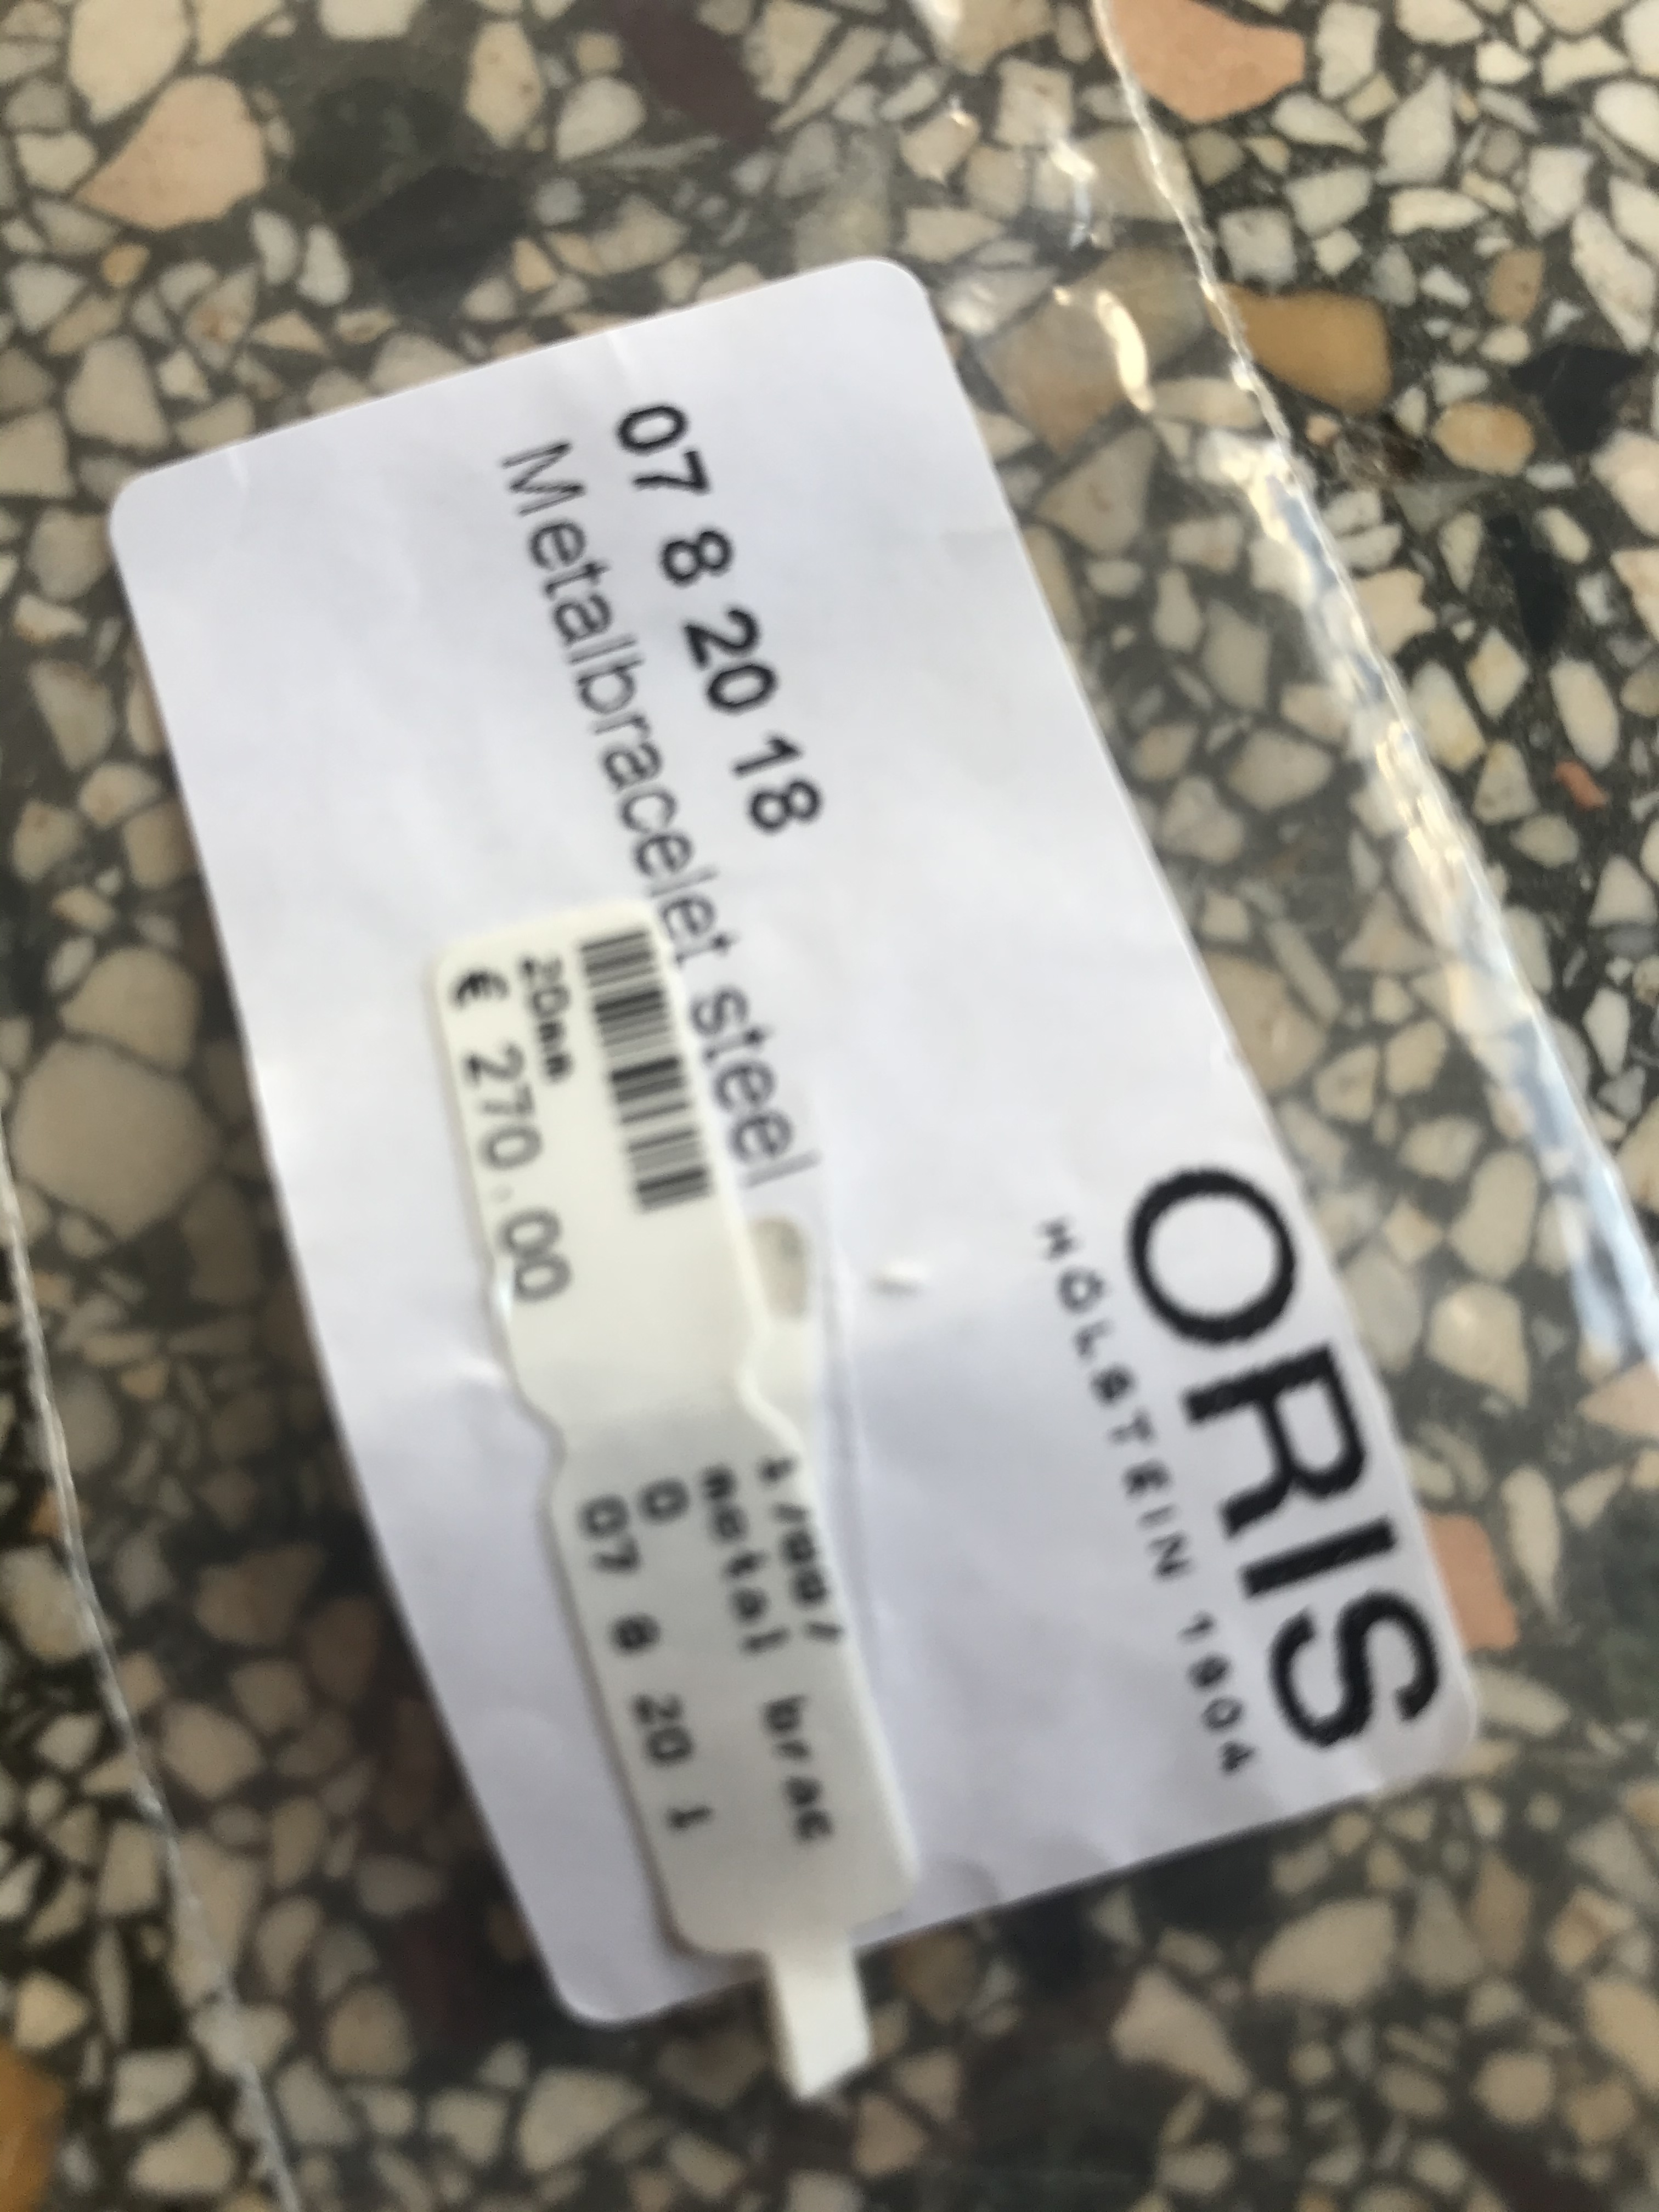 ORIS
HÖLSTEIN 1904
07 8 20 18
Metalbracelet steel
20mm
€ 270.00
metal brac
0
07 8 20 1